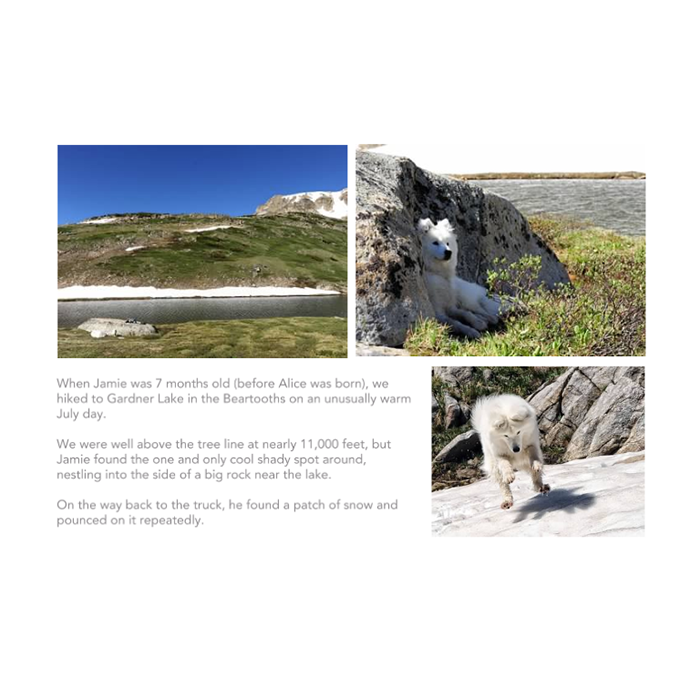 When Jamie was 7 months old (before Alice was born), we
hiked to Gardner Lake in the Beartooths on an unusually warm
July day.
We were well above the tree line at nearly 11,000 feet, but
Jamie found the one and only cool shady spot around,
nestling into the side of a big rock near the lake.
On the way back to the truck, he found a patch of snow and
pounced on it repeatedly.